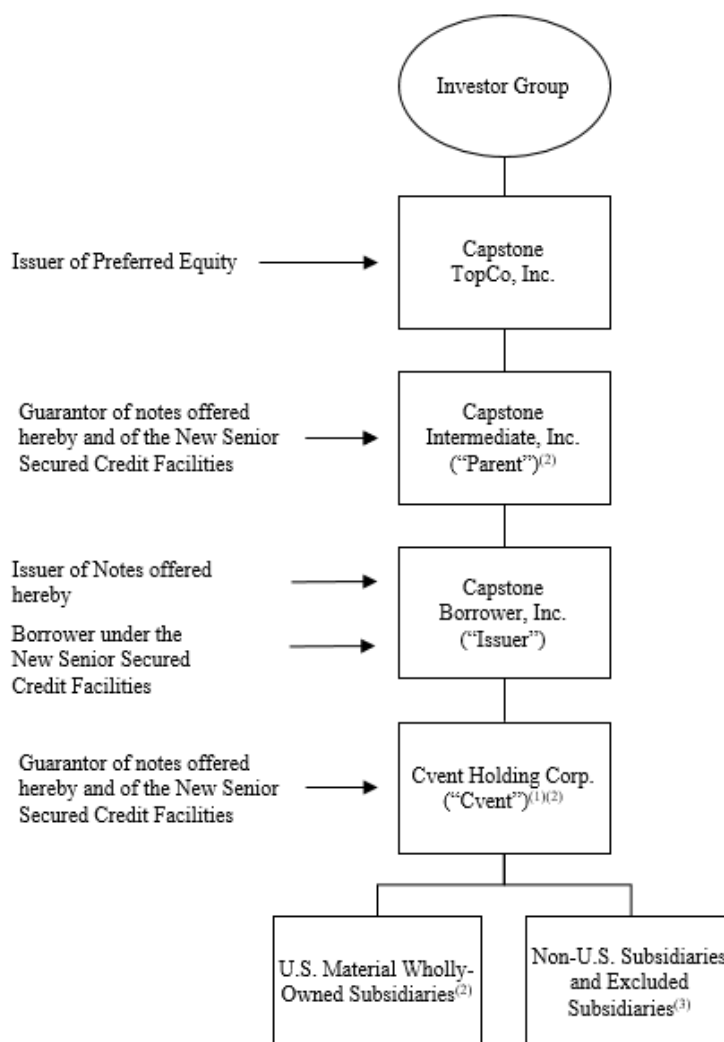 Investor Group
Issuer of Preferred Equity
Capstone
TopCo, Inc.
Guarantor of notes offered
hereby and of the New Senior
Secured Credit Facilities
Capstone
Intermediate, Inc.
(“Parent”)(2)
Issuer of Notes offered
hereby
Borrower under the
New Senior Secured
Credit Facilities
Capstone
Borrower, Inc.
(“Issuer”)
Guarantor of notes offered
hereby and of the New Senior
Secured Credit Facilities
Cvent Holding Corp.
(“Cvent”)(1)(2)
U.S. Material Wholly-
Owned Subsidiaries(2)
Non-U.S. Subsidiaries
and Excluded
Subsidiaries(3)